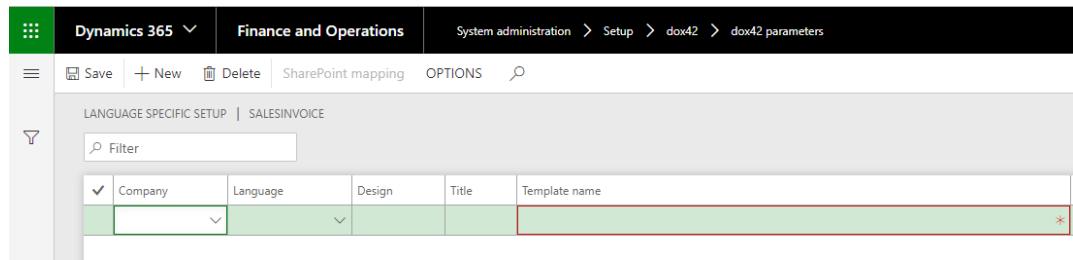 Dynamics 365 Finance and Operations System administration > Setup > dox42 > dox42 parameters
Save + New Delete SharePoint mapping OPTIONS
LANGUAGE SPECIFIC SETUP | SALESINVOICE
Filter
Company Language Design Title Template name
*